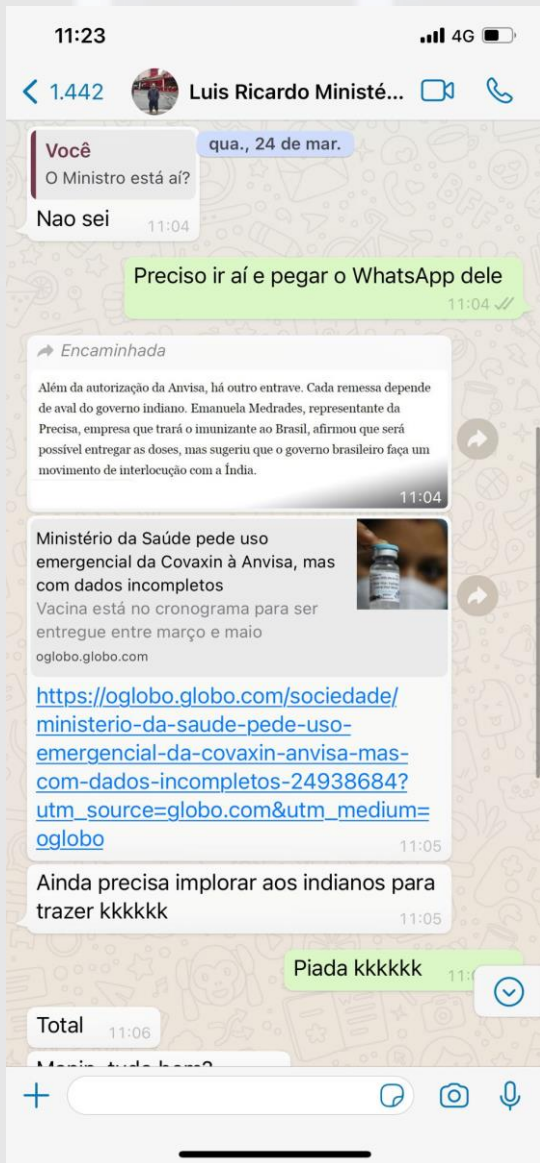 11:23
4G
1.442
Luis Ricardo Ministé...
qua., 24 de mar.
Você
O Ministro está aí?
Nao sei
11:04
Preciso ir aí e pegar o WhatsApp dele
11:04
Encaminhada
Além da autorização da Anvisa, há outro entrave. Cada remessa depende
de aval do governo indiano. Emanuela Medrades, representante da
Precisa, empresa que trará o imunizante ao Brasil, afirmou que será
possível entregar as doses, mas sugeriu que o governo brasileiro faça um
movimento de interlocução com a Índia.
11:04
Ministério da Saúde pede uso
emergencial da Covaxin à Anvisa, mas
com dados incompletos
Vacina está no cronograma para ser
entregue entre março e maio
oglobo.globo.com
https://oglobo.globo.com/sociedade/
ministerio-da-saude-pede-uso-
emergencial-da-covaxin-anvisa-mas-
com-dados-incompletos-24938684?
utm_source=globo.com&utm_medium=
oglobo
11:05
Ainda precisa implorar aos indianos para
trazer kkkkkk
11:05
Piada kkkkkk
Total
11:06